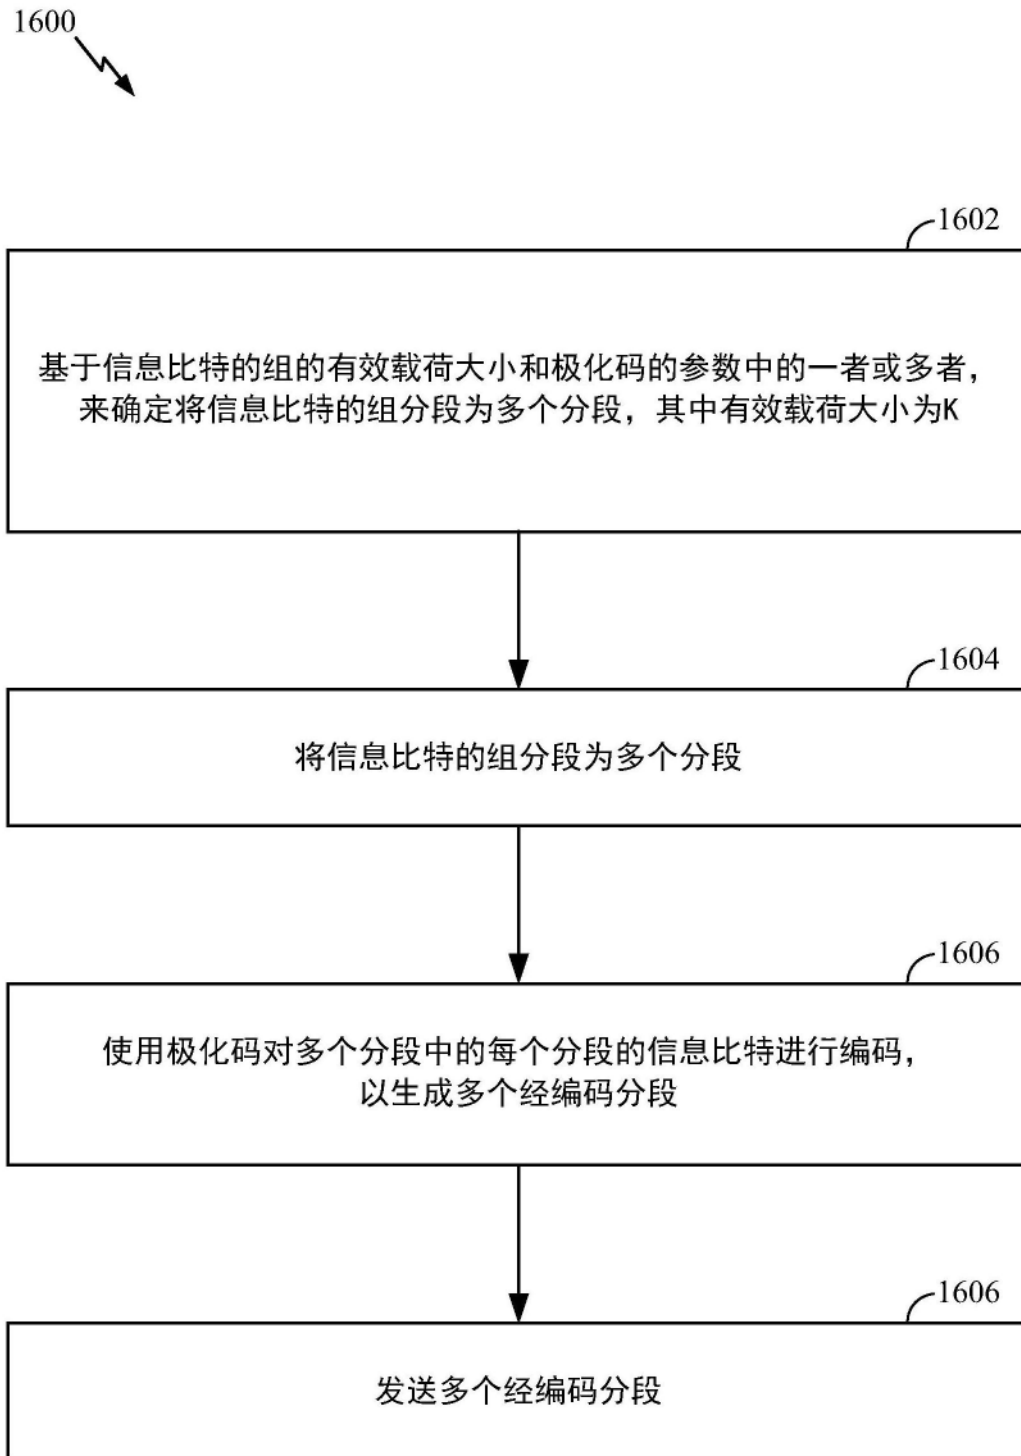 1600
1602
基于信息比特的组的有效载荷大小和极化码的参数中的一者或多者，
来确定将信息比特的组分段为多个分段，其中有效载荷大小为K
1604
将信息比特的组分段为多个分段
1606
使用极化码对多个分段中的每个分段的信息比特进行编码，
以生成多个经编码分段
1606
发送多个经编码分段